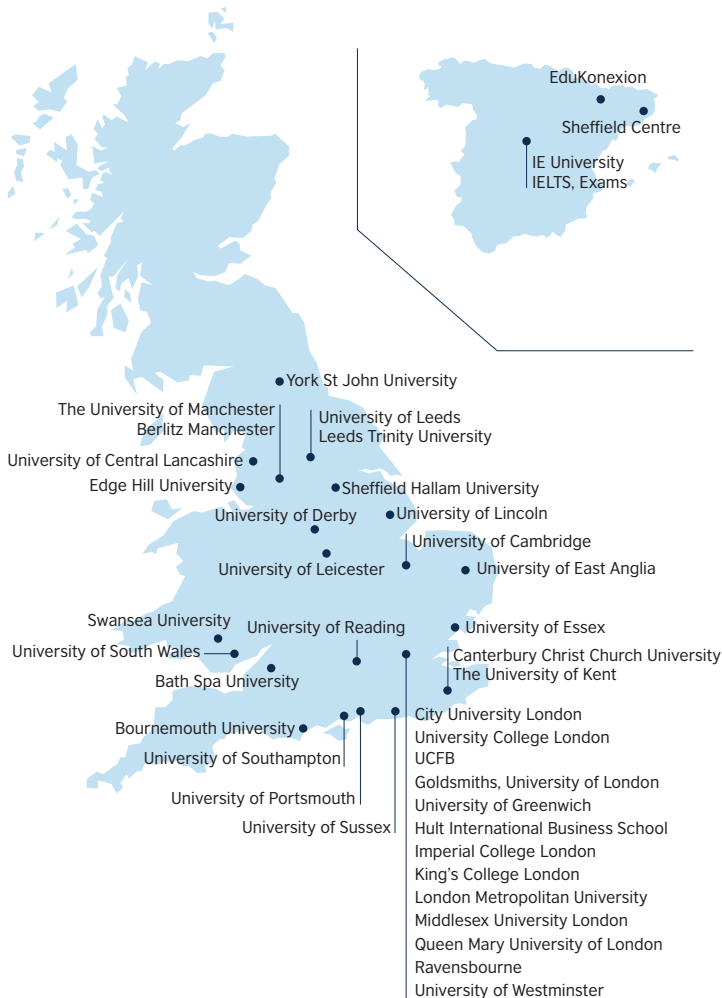 EduKonexion
Sheffield Centre
IE University
IELTS, Exams
York St John University
The University of Manchester
Berlitz Manchester
University of Leeds
Leeds Trinity University
University of Central Lancashire
Edge Hill University
Sheffield Hallam University
University of Derby
University of Lincoln
University of Cambridge
University of Leicester
University of East Anglia
Swansea University
University of Reading
University of Essex
University of South Wales
Canterbury Christ Church University
The University of Kent
Bath Spa University
Bournemouth University
University of Southampton
University of Portsmouth
University of Sussex
City University London
University College London
UCFB
Goldsmiths, University of London
University of Greenwich
Hult International Business School
Imperial College London
King's College London
London Metropolitan University
Middlesex University London
Queen Mary University of London
Ravensbourne
University of Westminster